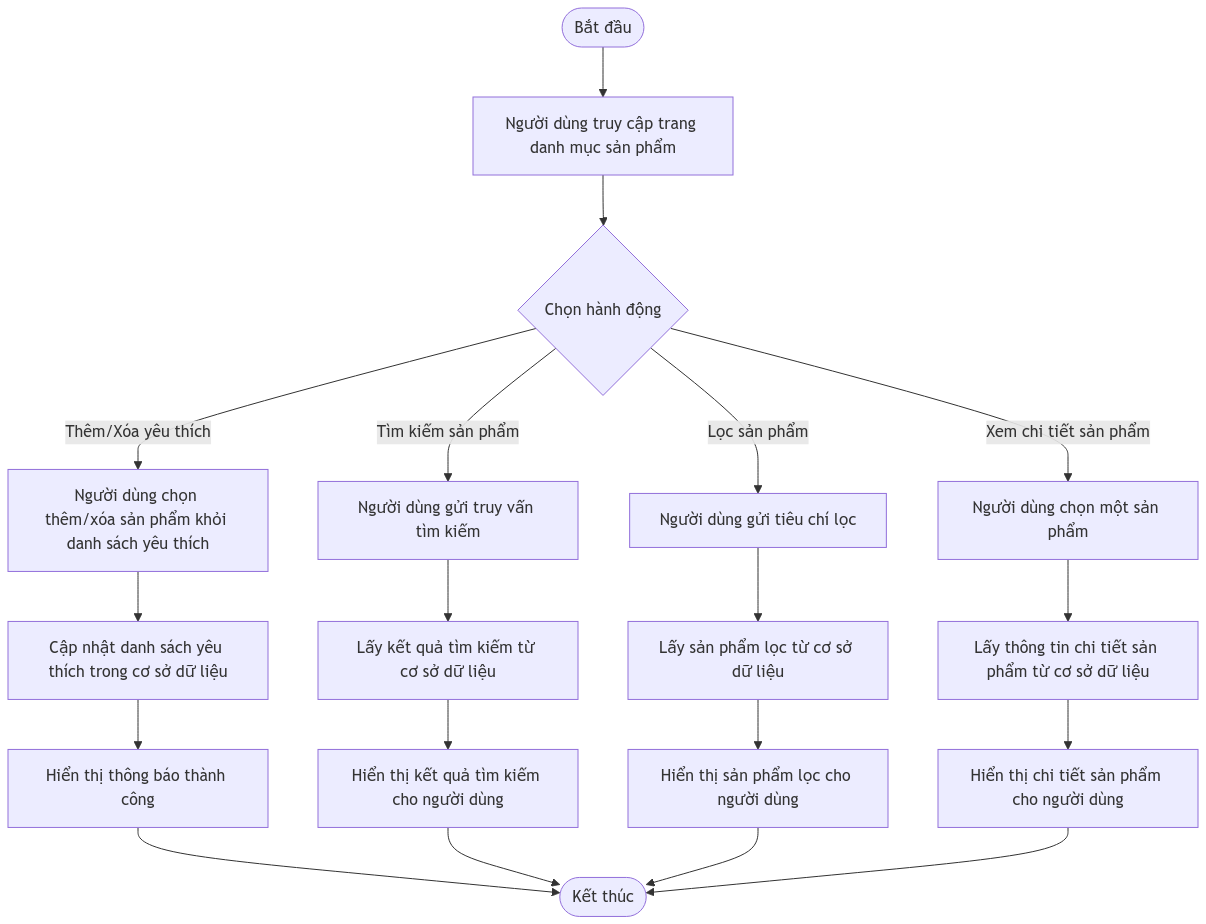 Bắt đầu
Người dùng truy cập trang
danh mục sản phẩm
Chọn hành động
Thêm/Xóa yêu thích
Tìm kiếm sản phẩm
Lọc sản phẩm
Xem chi tiết sản phẩm
Người dùng chọn
thêm/xóa sản phẩm khỏi
danh sách yêu thích
Người dùng gửi truy vấn
tìm kiếm
Người dùng gửi tiêu chí lọc
Người dùng chọn một sản
phẩm
Cập nhật danh sách yêu
thích trong cơ sở dữ liệu
Lấy kết quả tìm kiếm từ
cơ sở dữ liệu
Lấy sản phẩm lọc từ cơ sở
dữ liệu
Lấy thông tin chi tiết sản
phẩm từ cơ sở dữ liệu
Hiển thị thông báo thành
công
Hiển thị kết quả tìm kiếm
cho người dùng
Hiển thị sản phẩm lọc cho
người dùng
Hiển thị chi tiết sản phẩm
cho người dùng
Kết thúc